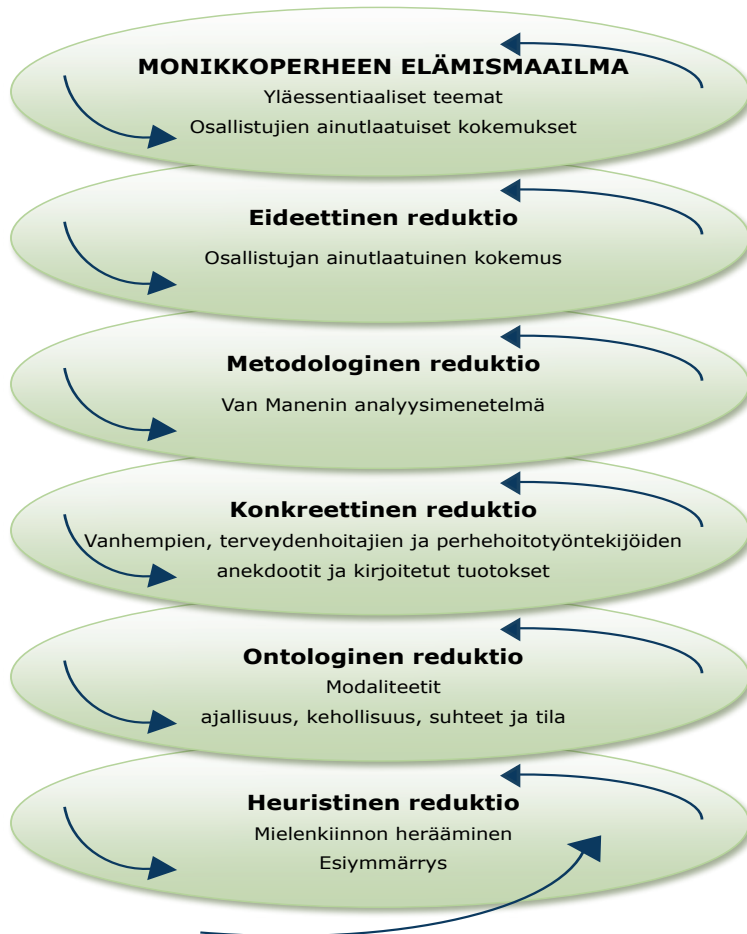 MONIKKOPERHEEN ELÄMISMAAILMA
Yläessentiaaliset teemat
Osallistujien ainutlaatuiset kokemukset
Eideettinen reduktio
Osallistujan ainutlaatuinen kokemus
Metodologinen reduktio
Van Manenin analyysimenetelmä
Konkreettinen reduktio
Vanhempien, terveydenhoitajien ja perhehoitotyöntekijöiden
anekdootit ja kirjoitetut tuotokset
Ontologinen reduktio
Modaliteetit
ajallisuus, kehollisuus, suhteet ja tila
Heuristinen reduktio
Mielenkiinnon herääminen
Esiymmärrys